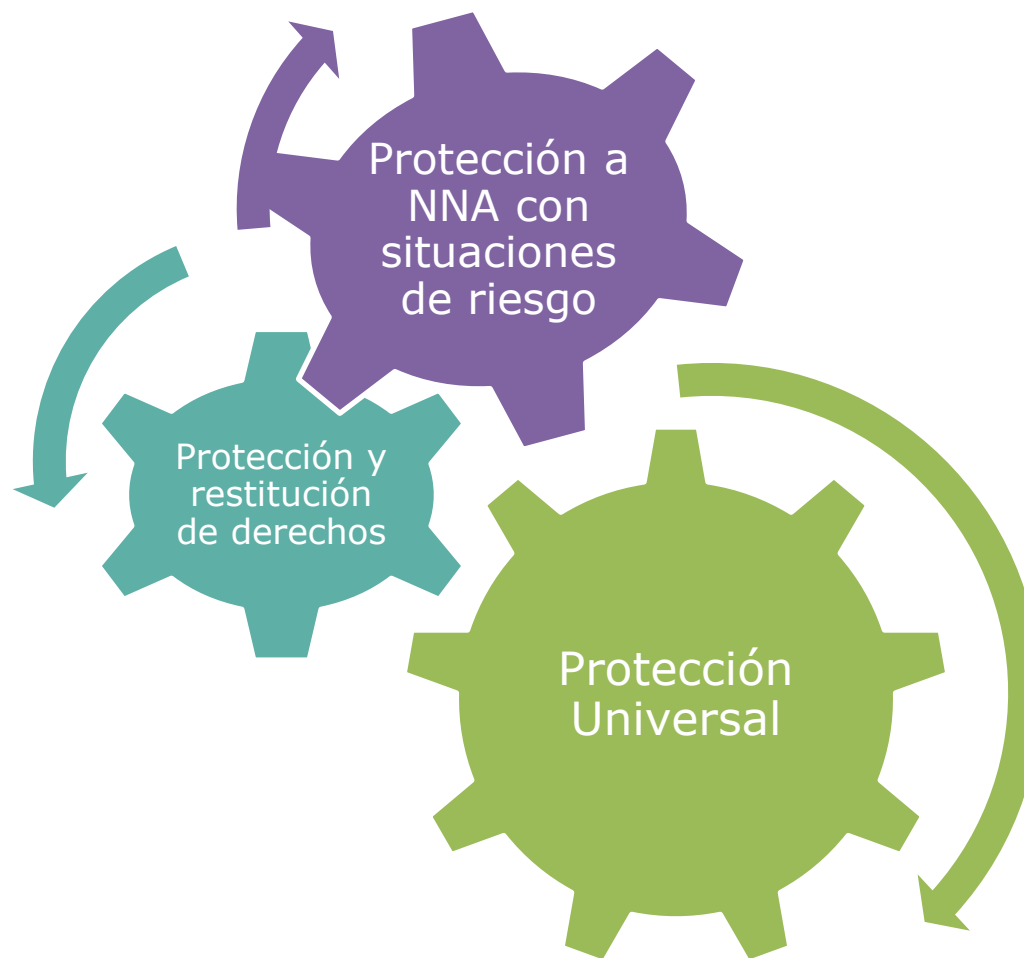 Protección a
NNA con
situaciones
de riesgo
Protección y
restitución
de derechos
Protección
Universal